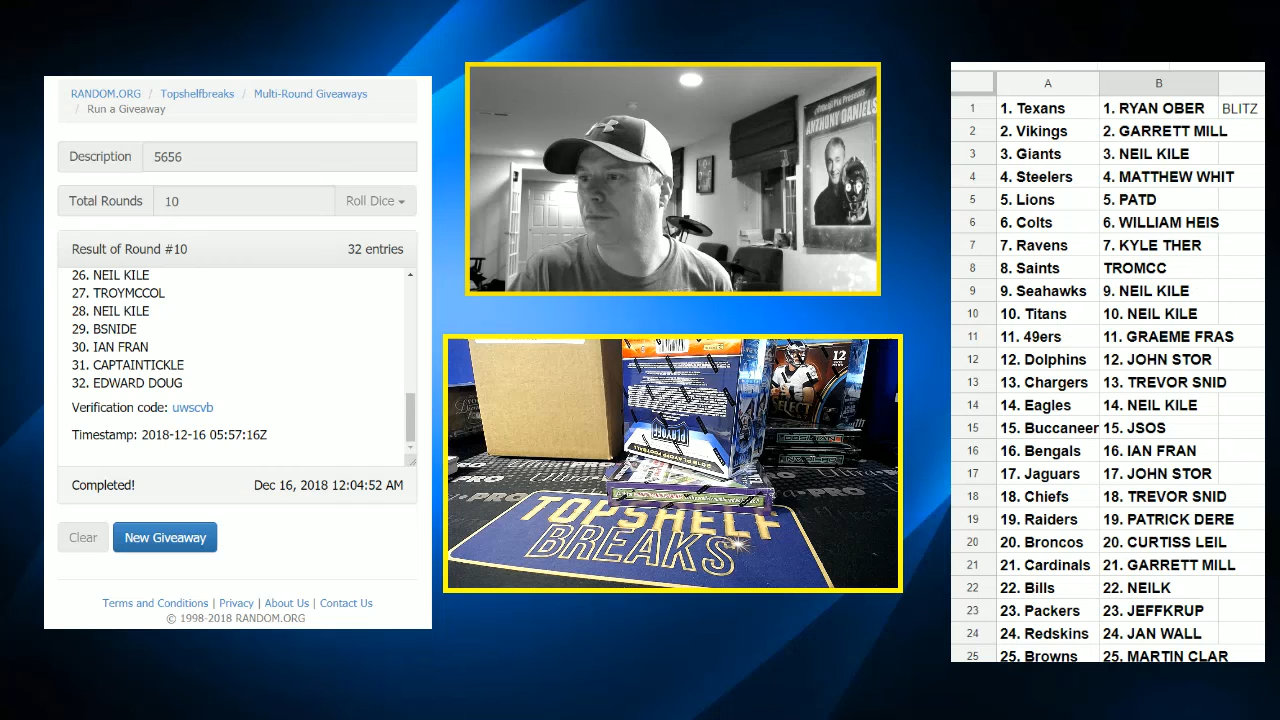 RANDOM.ORG / Topshelfbreaks / Multi-Round Giveaways
/ Run a Giveaway
Description 5656
Total Rounds 10 Roll Dice
Result of Round #10 32 entries
26. NEIL KILE
27. TROYMCCOL
28. NEIL KILE
29. BSNIDE
30. IAN FRAN
31. CAPTAINTICKLE
32. EDWARD DOUG
Verification code: uwscvb
Timestamp: 2018-12-16 05:57:16Z
Completed! Dec 16, 2018 12:04:52 AM
Clear New Giveaway
Terms and Conditions | Privacy | About Us | Contact Us
© 1998-2018 RANDOM.ORG
ANTHONY DANIELS
12
SELECT
PLAYOFF
2018 PLAYOFF FOOTBALL
PRO
TOPSHELF
BREAKS
A B
1 1. Texans 1. RYAN OBER BLITZ
2 2. Vikings 2. GARRETT MILL
3 3. Giants 3. NEIL KILE
4 4. Steelers 4. MATTHEW WHIT
5 5. Lions 5. PATD
6 6. Colts 6. WILLIAM HEIS
7 7. Ravens 7. KYLE THER
8 8. Saints TROMCC
9 9. Seahawks 9. NEIL KILE
10 10. Titans 10. NEIL KILE
11 11. 49ers 11. GRAEME FRAS
12 12. Dolphins 12. JOHN STOR
13 13. Chargers 13. TREVOR SNID
14 14. Eagles 14. NEIL KILE
15 15. Buccaneer 15. JSOS
16 16. Bengals 16. IAN FRAN
17 17. Jaguars 17. JOHN STOR
18 18. Chiefs 18. TREVOR SNID
19 19. Raiders 19. PATRICK DERE
20 20. Broncos 20. CURTISS LEIL
21 21. Cardinals 21. GARRETT MILL
22 22. Bills 22. NEILK
23 23. Packers 23. JEFFKRUP
24 24. Redskins 24. JAN WALL
25 25. Browns 25. MARTIN CLAR